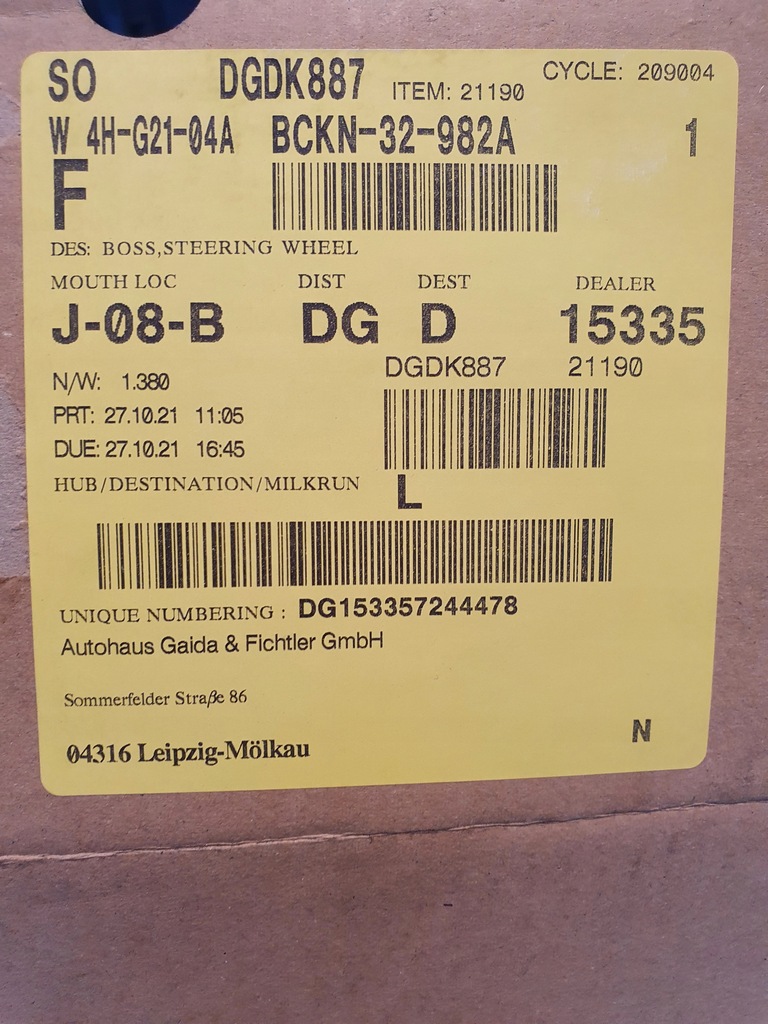 SO DGDK887 ITEM: 21190 CYCLE: 209004
W 4H-G21-04A BCKN-32-982A 1
F
DES: BOSS,STEERING WHEEL
MOUTH LOC DIST DEST DEALER
J-08-B DG D 15335
DGDK887 21190
N/W: 1.380
PRT: 27.10.21 11:05
DUE: 27.10.21 16:45
HUB/DESTINATION/MILKRUN L
UNIQUE NUMBERING : DG153357244478
Autohaus Gaida & Fichtler GmbH
Sommerfelder Straße 86
04316 Leipzig-Mölkau N